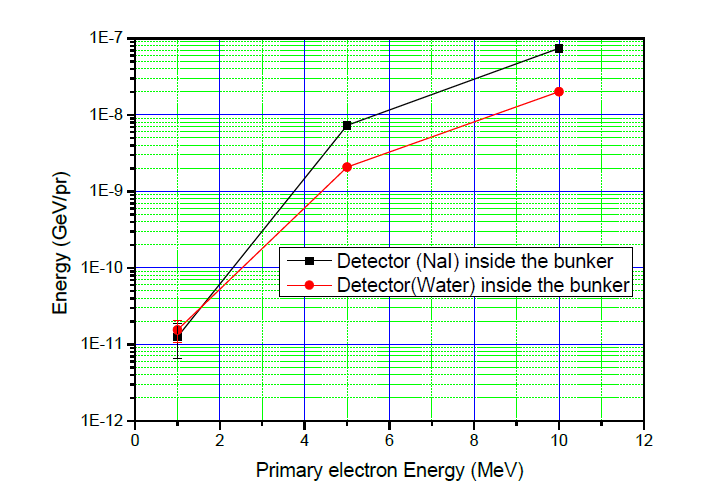 1E-7
1E-8
1E-9
1E-10
1E-11
1E-12
Energy (GeV/pr)
Detector (NaI) inside the bunker
Detector(Water) inside the bunker
0 2 4 6 8 10 12
Primary electron Energy (MeV)